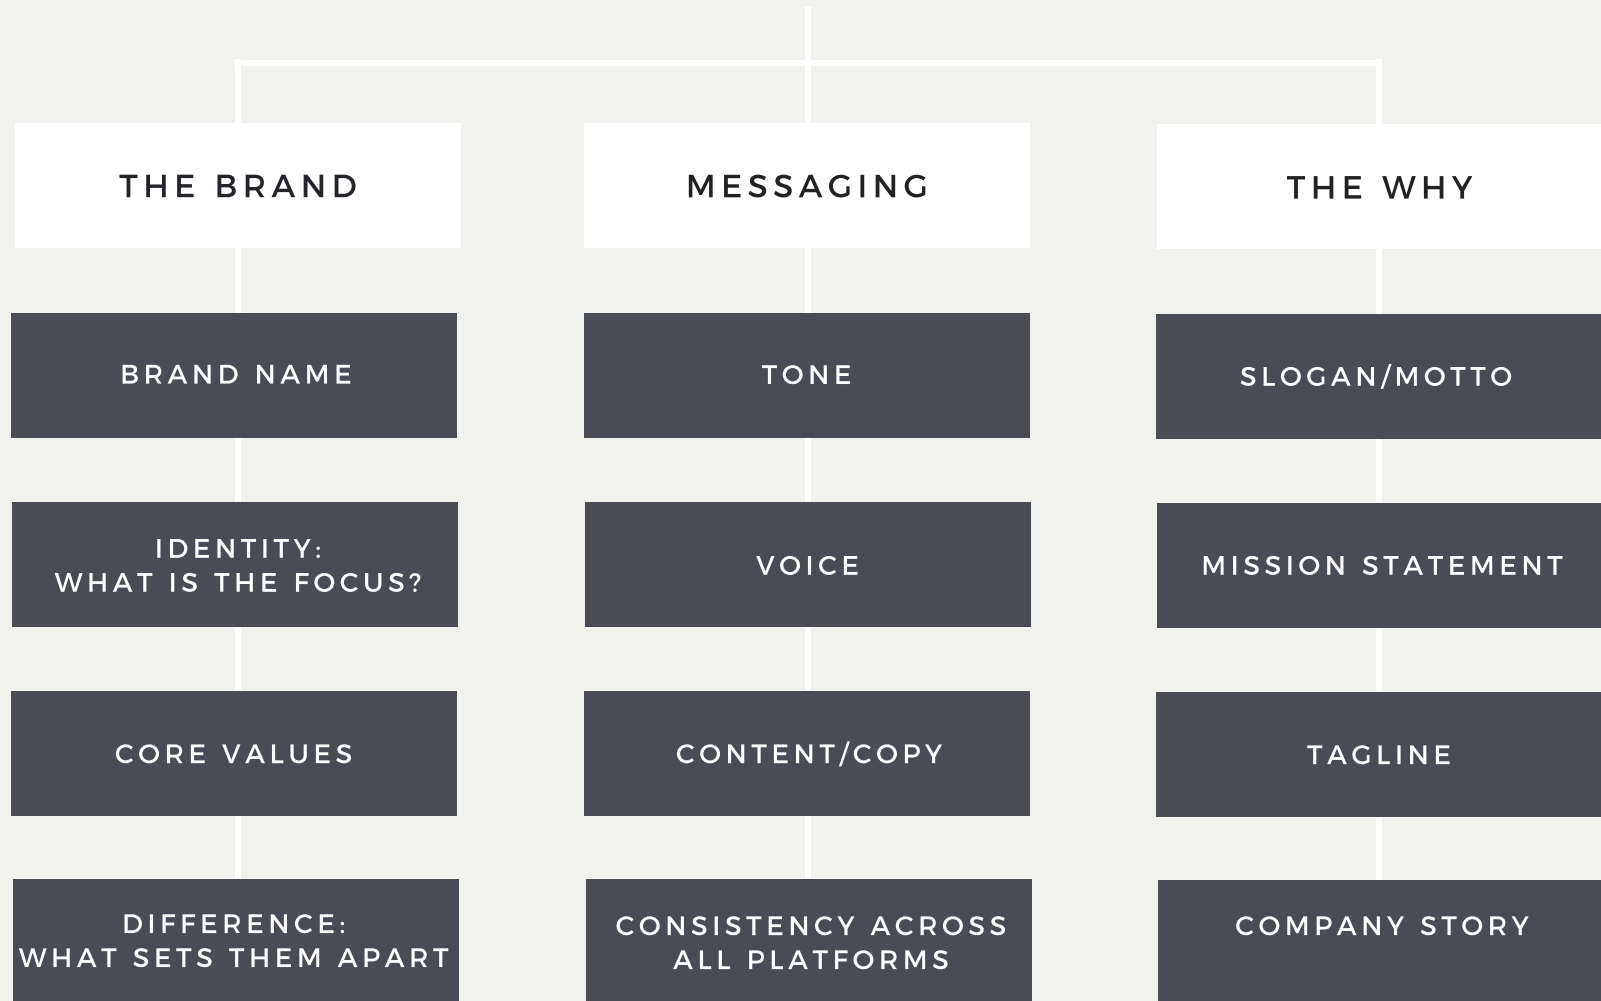 THE BRAND
BRAND NAME
IDENTITY:
WHAT IS THE FOCUS?
CORE VALUES
DIFFERENCE:
WHAT SETS THEM APART
MESSAGING
TONE
VOICE
CONTENT/COPY
CONSISTENCY ACROSS
ALL PLATFORMS
THE WHY
SLOGAN/MOTTO
MISSION STATEMENT
TAGLINE
COMPANY STORY